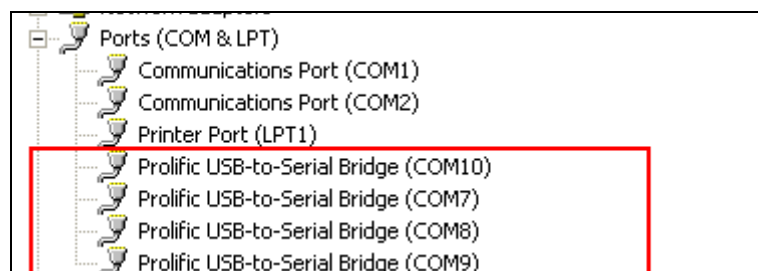 Ports (COM & LPT)
Communications Port (COM1)
Communications Port (COM2)
Printer Port (LPT1)
Prolific USB-to-Serial Bridge (COM10)
Prolific USB-to-Serial Bridge (COM7)
Prolific USB-to-Serial Bridge (COM8)
Prolific USB-to-Serial Bridge (COM9)